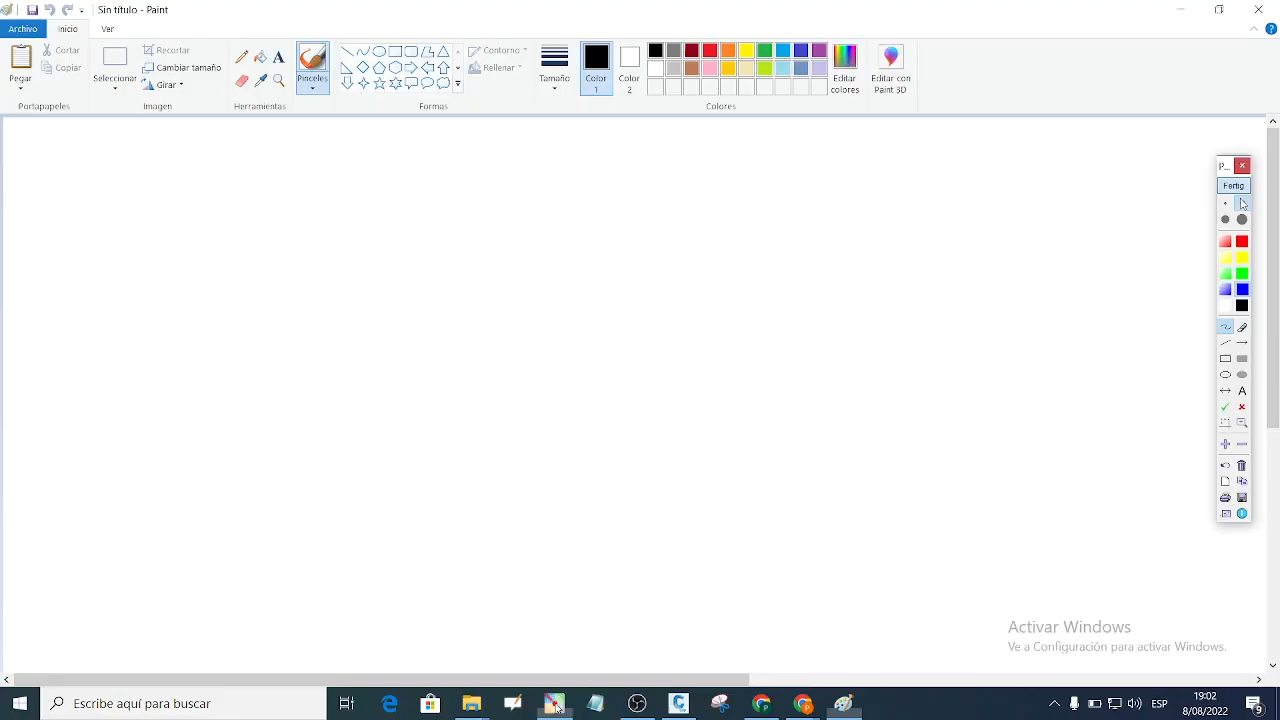 Sin título - Paint
Archivo
Inicio
Ver
Pegar
Cortar
Copiar
Portapapeles
Recortar
Cambiar tamaño
Girar
Imagen
A
Herramientas
Pinceles
Formas
Contorno
Rellenar
Tamaño
Color
1
Color
2
Colores
Editar
colores
Editar con
Paint 3D
P...
Fertig
A
Activar Windows
Ve a Configuración para activar Windows.
Escribe aquí para buscar
ESP
19:02
8/08/2022